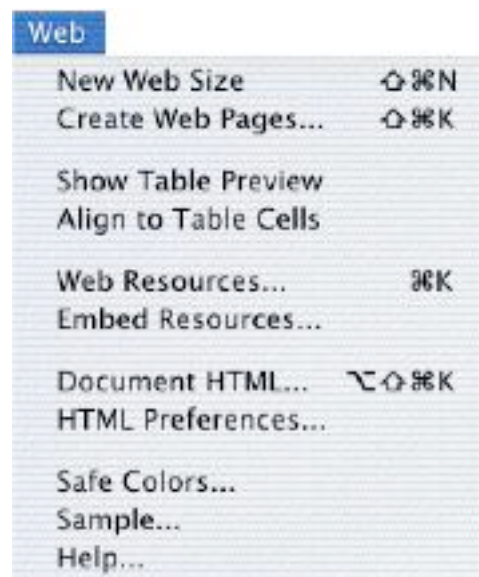 Web
New Web Size ⇧⌘N
Create Web Pages... ⇧⌘K
Show Table Preview
Align to Table Cells
Web Resources... ⌘K
Embed Resources...
Document HTML... ⌥⇧⌘K
HTML Preferences...
Safe Colors...
Sample...
Help...